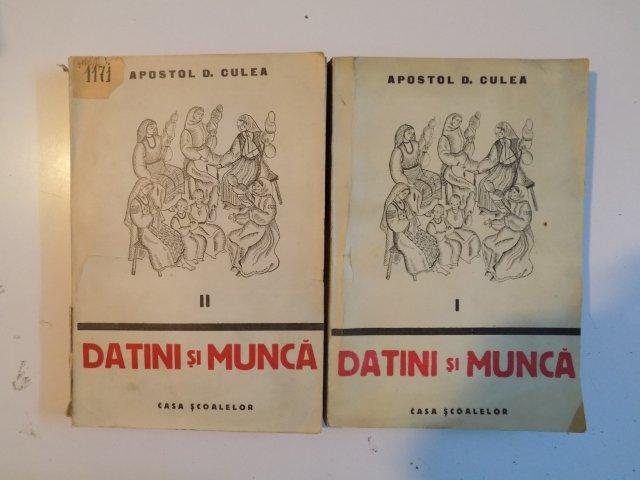 1171
APOSTOL D. CULEA
II
DATINI ȘI MUNCĂ
CASA ȘCOALELOR
APOSTOL D. CULEA
I
DATINI ȘI MUNCĂ
CASA ȘCOALELOR